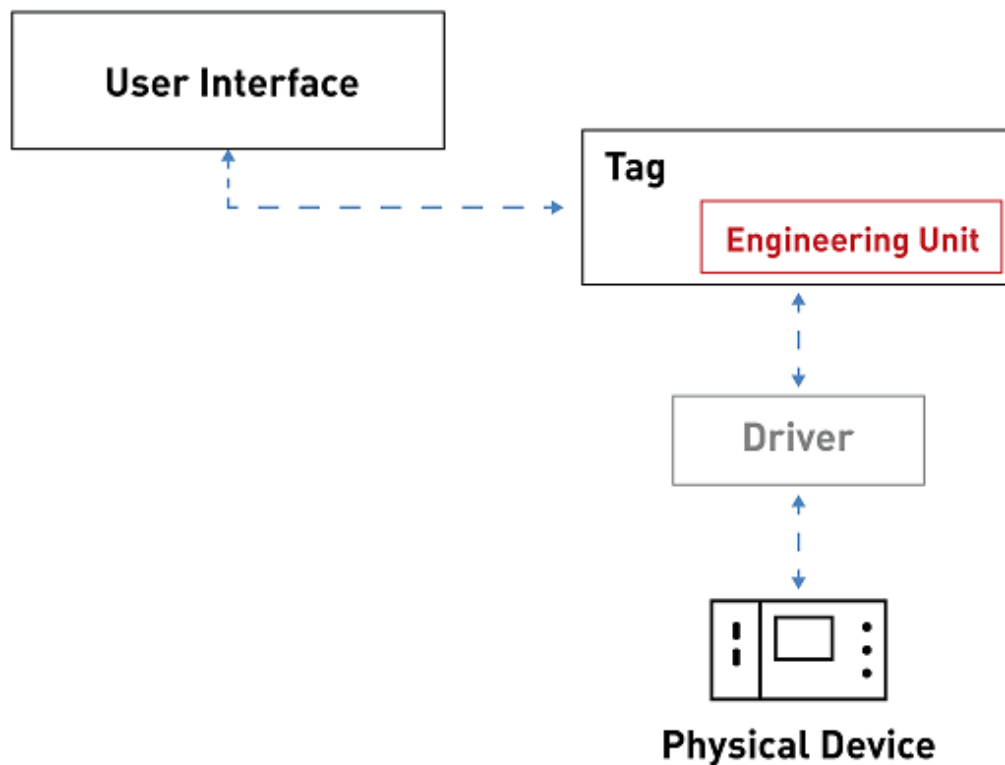 User Interface
Tag
Engineering Unit
Driver
Physical Device